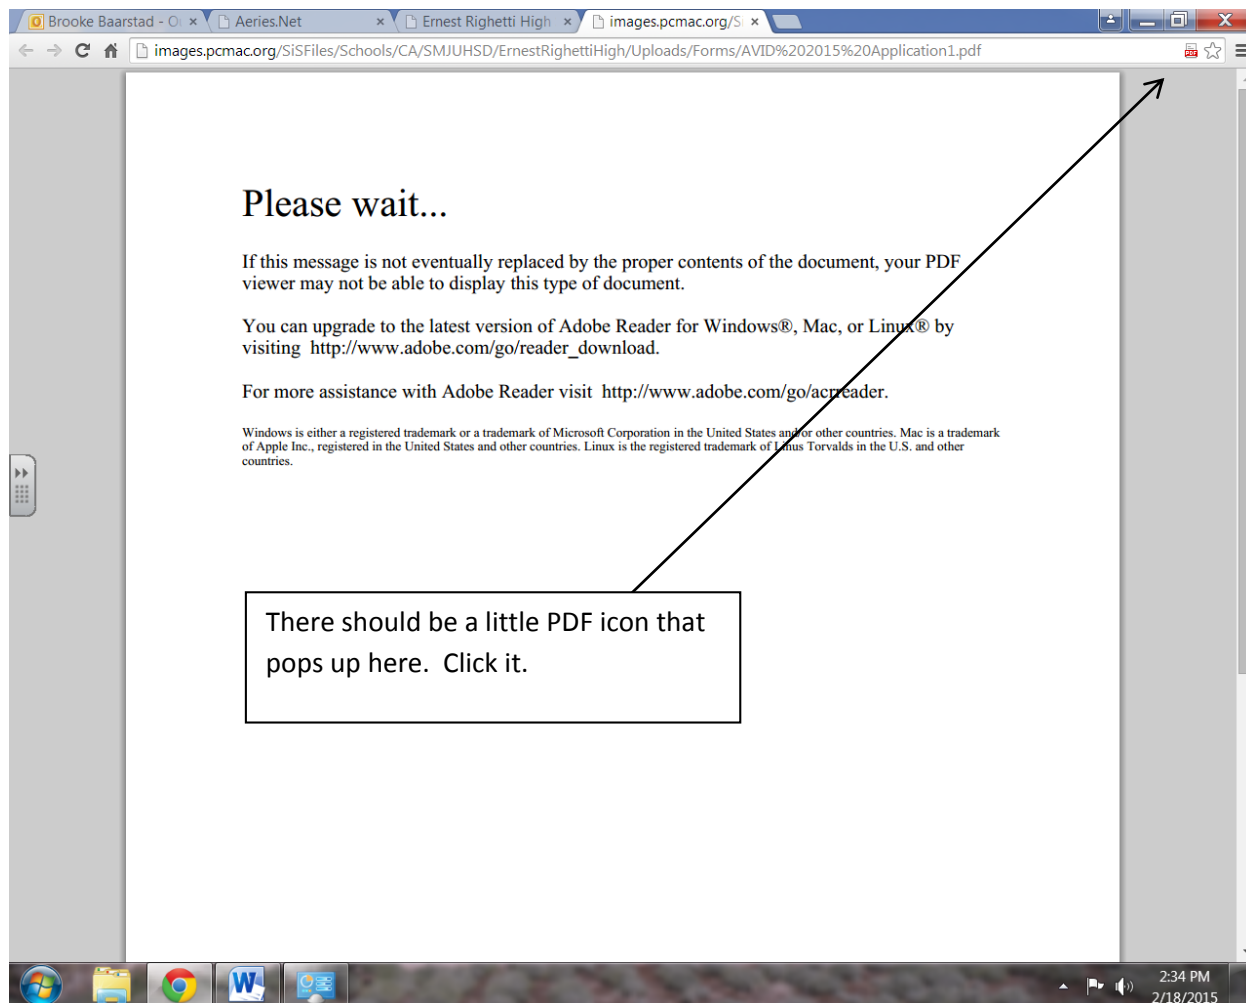 Brooke Baarstad - O
Aeries.Net
Ernest Righetti High
images.pcmac.org/S
images.pcmac.org/SiSFiles/Schools/CA/SMJUHSD/ErnestRighettiHigh/Uploads/Forms/AVID%202015%20Application1.pdf
PDF
Please wait...
If this message is not eventually replaced by the proper contents of the document, your PDF
viewer may not be able to display this type of document.
You can upgrade to the latest version of Adobe Reader for Windows®, Mac, or Linux® by
visiting http://www.adobe.com/go/reader_download.
For more assistance with Adobe Reader visit http://www.adobe.com/go/acrreader.
Windows is either a registered trademark or a trademark of Microsoft Corporation in the United States and/or other countries. Mac is a trademark
of Apple Inc., registered in the United States and other countries. Linux is the registered trademark of Linus Torvalds in the U.S. and other
countries.
There should be a little PDF icon that
pops up here. Click it.
W
2:34 PM
2/18/2015